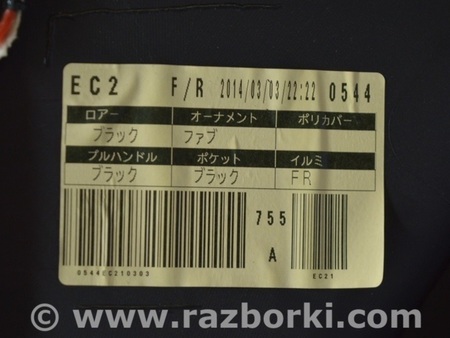 EC2 F/R 2014/03/03/22:22 0544
ロアー オーナメント ポリカバー
ブラック ファブ
プルハンドル ポケット イルミ
ブラック ブラック FR
755
A
0544EC210303 EC21
© www.razborki.com